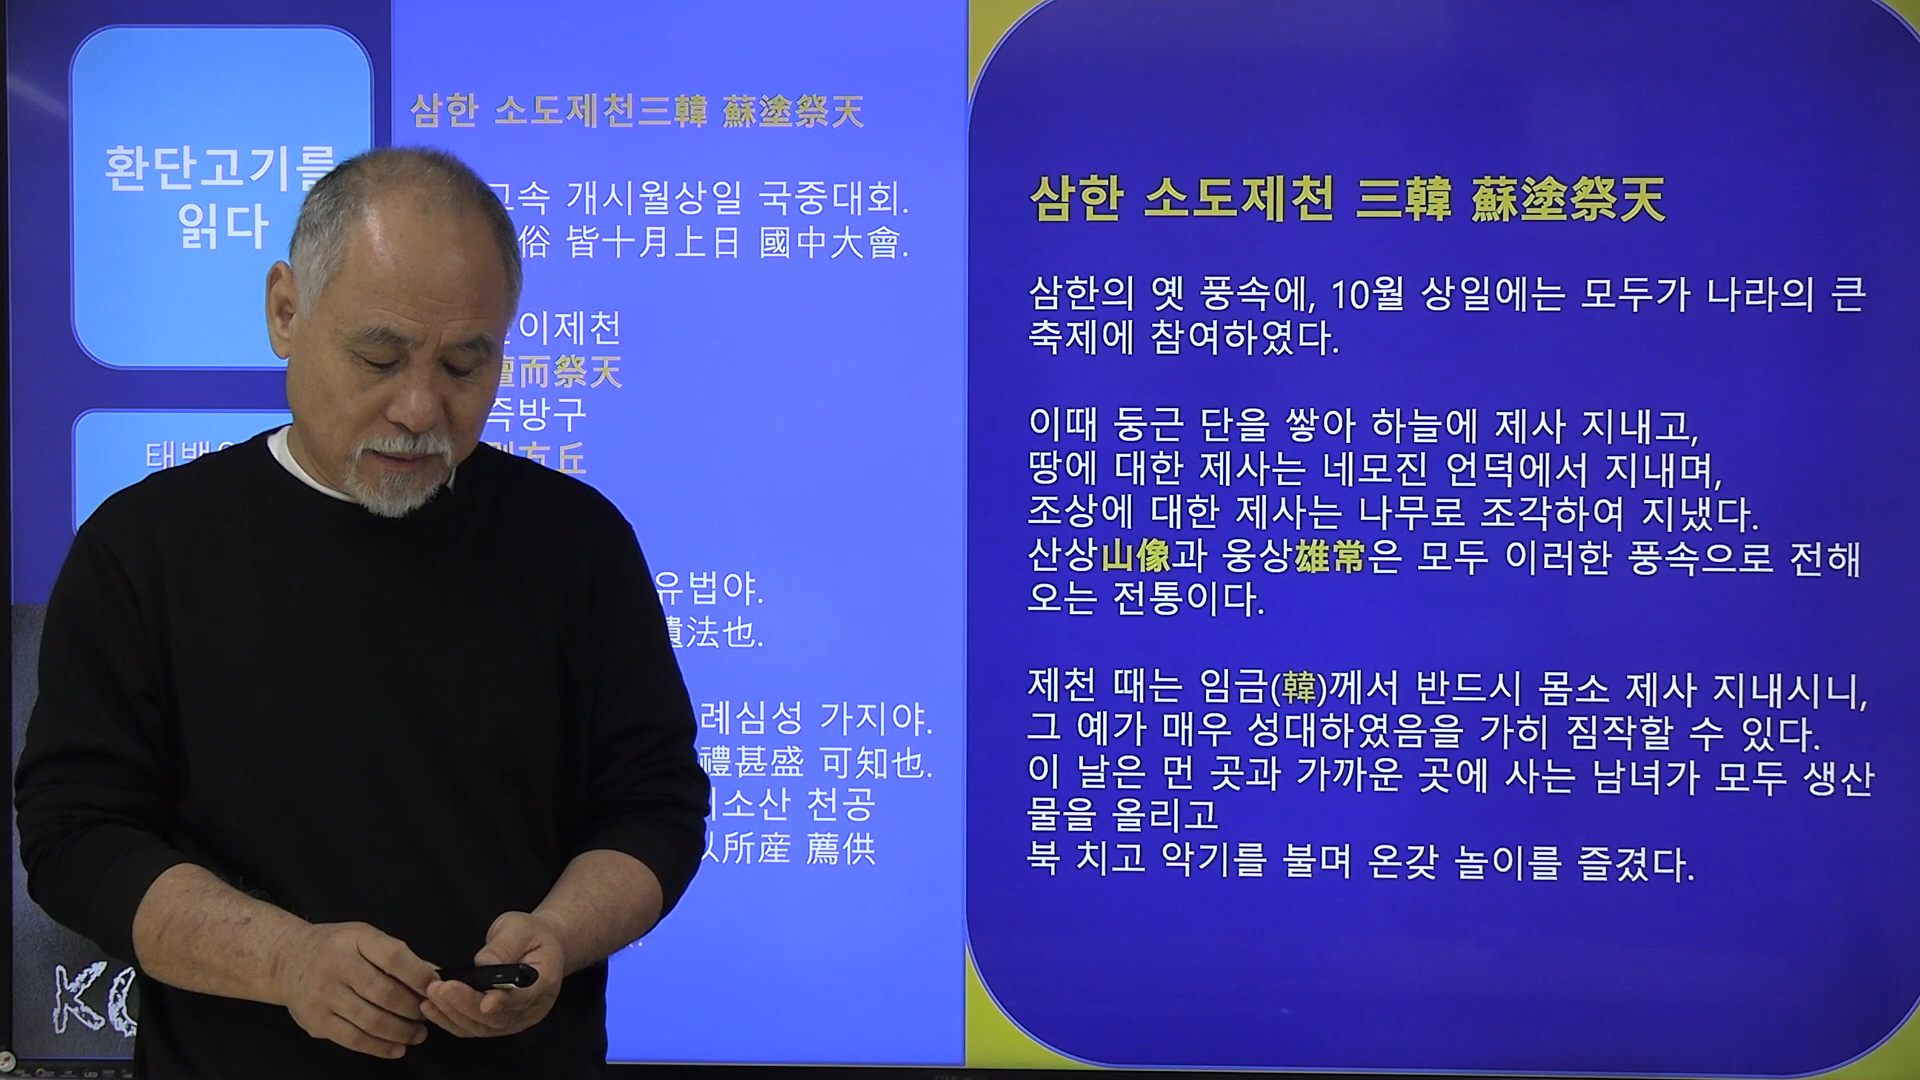 환단고기를
읽다
삼한 소도제천三韓 蘇塗祭天
개시월상일 국중대회.
俗 皆十月上日 國中大會.
이제천
而祭天
즉방구
方丘
유법야.
遺法也.
례심성 가지야.
禮甚盛 可知也.
소산 천공
所産 薦供
삼한 소도제천 三韓 蘇塗祭天
삼한의 옛 풍속에, 10월 상일에는 모두가 나라의 큰
축제에 참여하였다.
이때 둥근 단을 쌓아 하늘에 제사 지내고,
땅에 대한 제사는 네모진 언덕에서 지내며,
조상에 대한 제사는 나무로 조각하여 지냈다.
산상山像과 웅상雄常은 모두 이러한 풍속으로 전해
오는 전통이다.
제천 때는 임금(韓)께서 반드시 몸소 제사 지내시니,
그 예가 매우 성대하였음을 가히 짐작할 수 있다.
이 날은 먼 곳과 가까운 곳에 사는 남녀가 모두 생산
물을 올리고
북 치고 악기를 불며 온갖 놀이를 즐겼다.